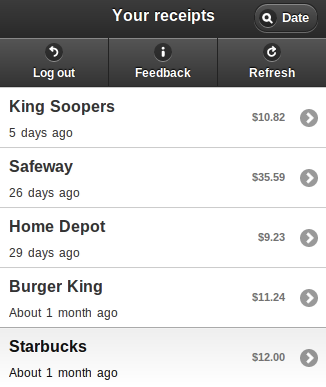 Your receipts
Date
Log out
Feedback
Refresh
King Soopers
$10.82
5 days ago
Safeway
$35.59
26 days ago
Home Depot
$9.23
29 days ago
Burger King
$11.24
About 1 month ago
Starbucks
$12.00
About 1 month ago